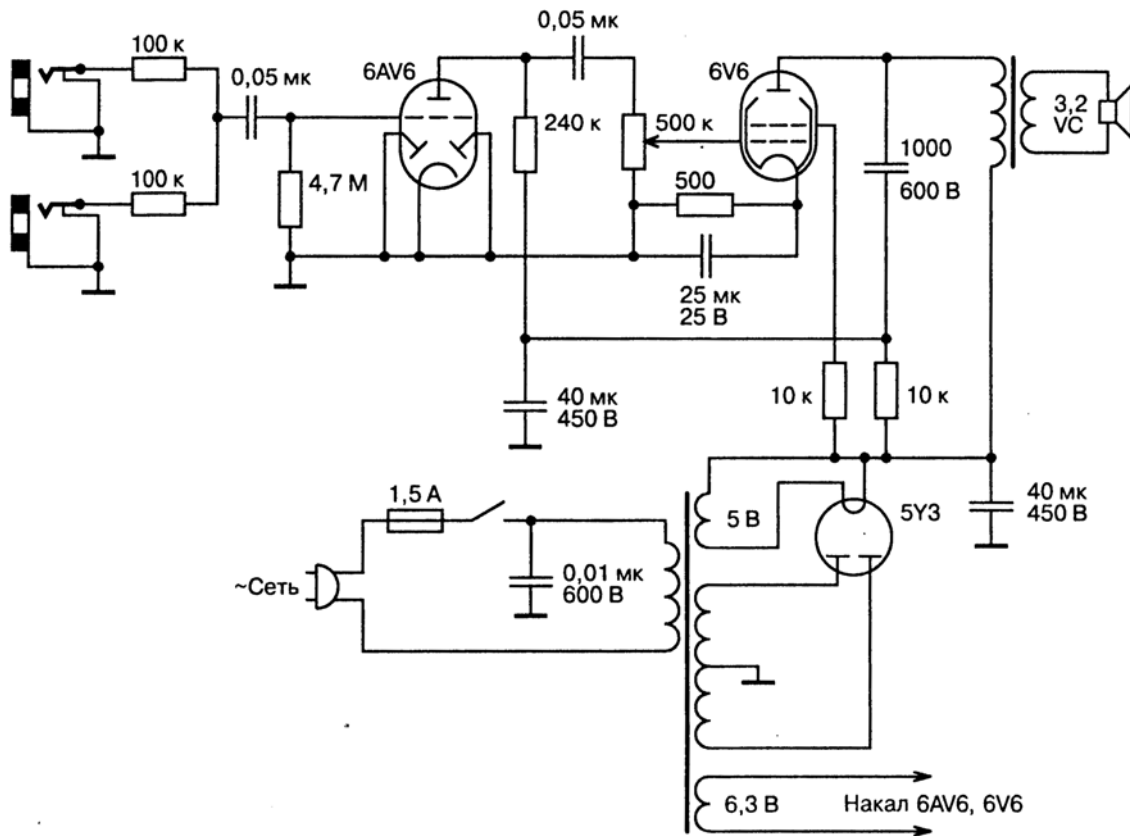 100 к
0,05 мк
100 к
4,7 М
6AV6
0,05 мк
240 к
500 к
6V6
500
25 мк
25 В
1000
600 В
3,2
VC
40 мк
450 В
10 к
10 к
1,5 А
~Сеть
0,01 мк
600 В
5 В
5Y3
40 мк
450 В
6,3 В
Накал 6AV6, 6V6